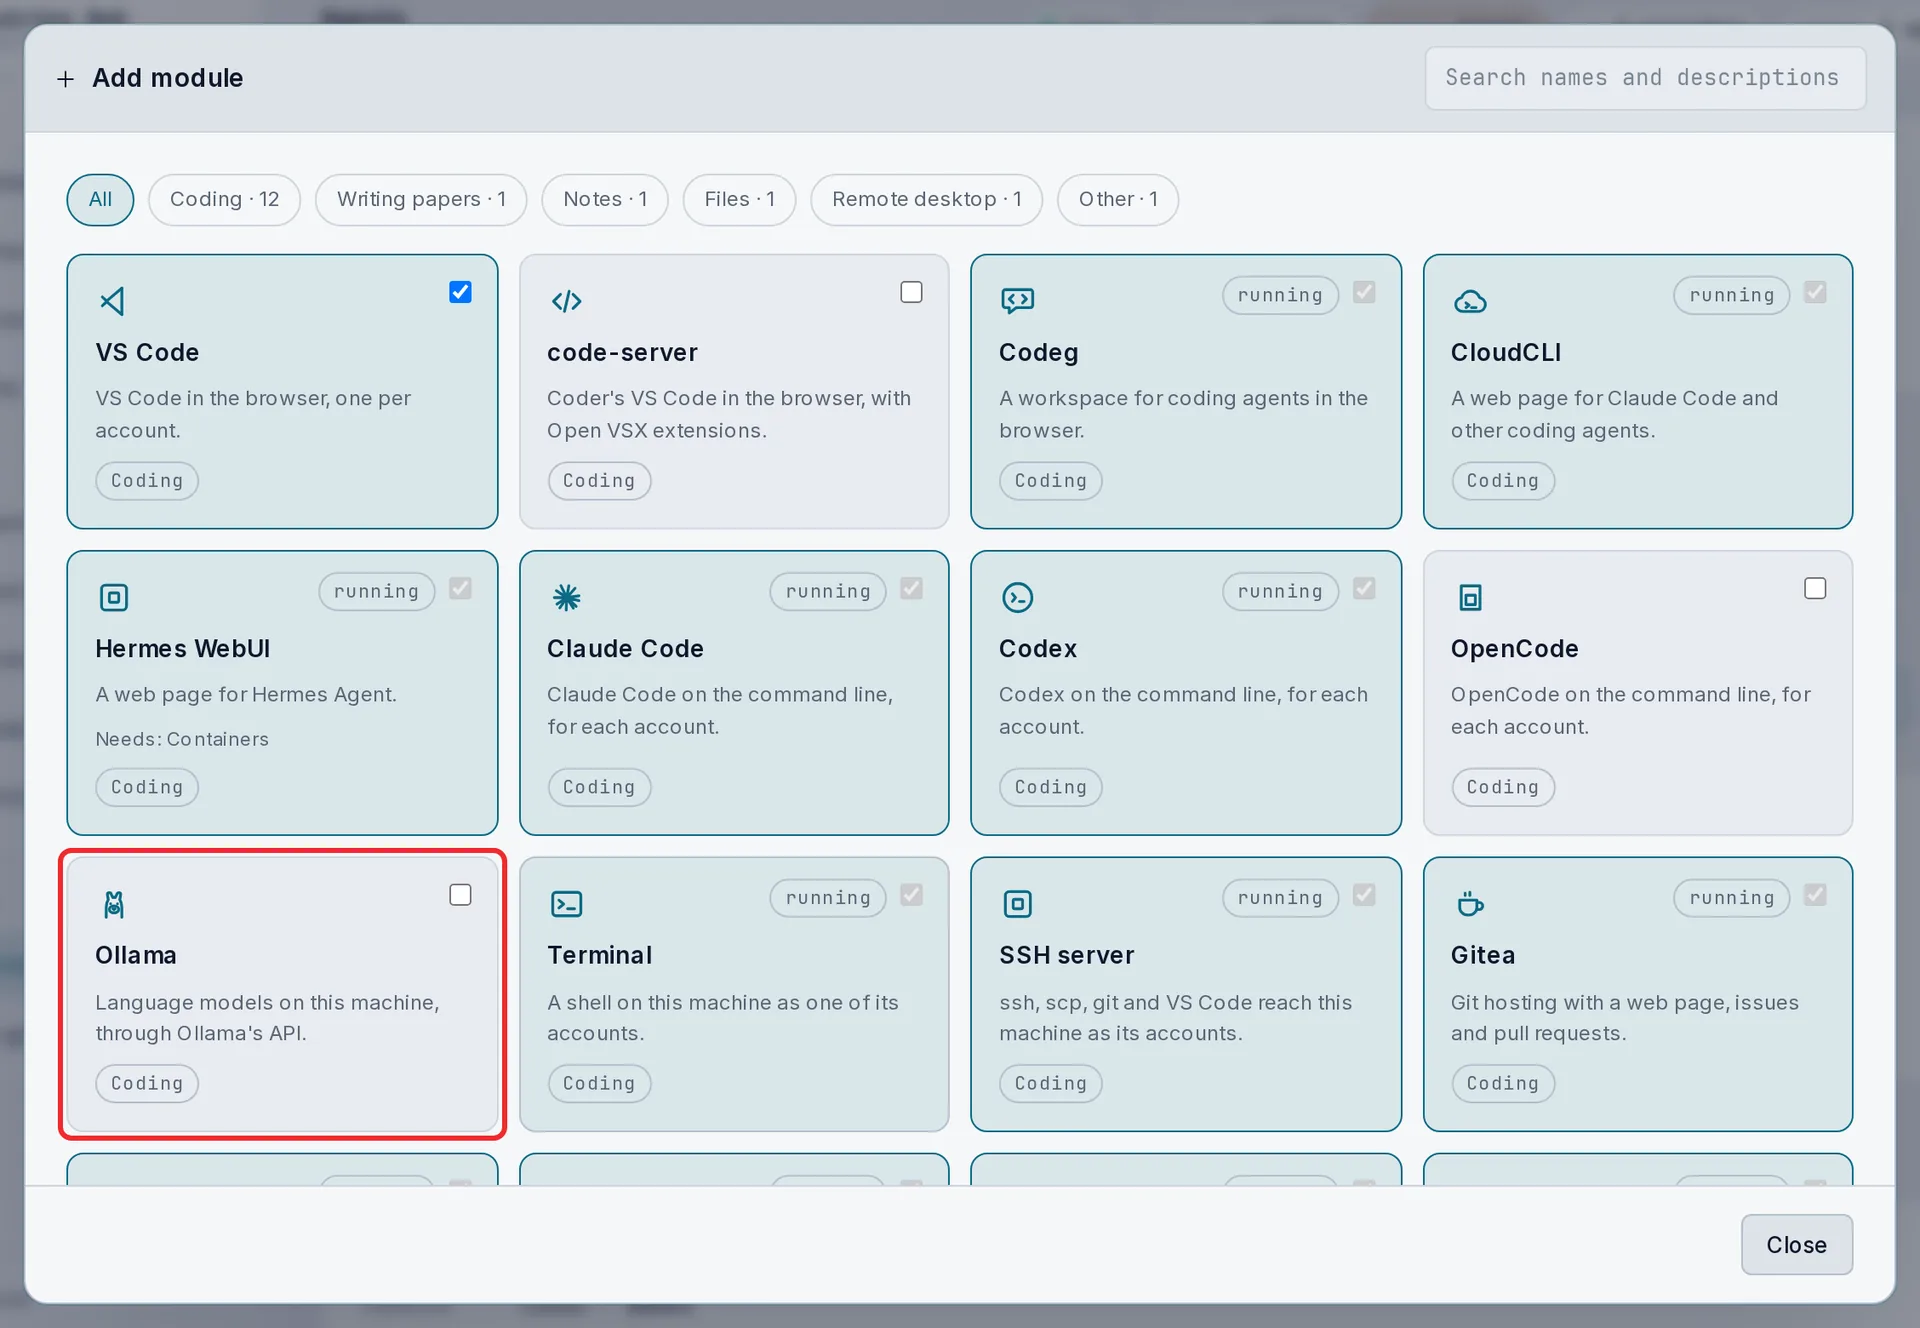 + Add module
Search names and descriptions
All
Coding · 12
Writing papers · 1
Notes · 1
Files · 1
Remote desktop · 1
Other · 1
VS Code
VS Code in the browser, one per
account.
Coding
code-server
Coder's VS Code in the browser, with
Open VSX extensions.
Coding
running
Codeg
A workspace for coding agents in the
browser.
Coding
running
CloudCLI
A web page for Claude Code and
other coding agents.
Coding
running
Hermes WebUI
A web page for Hermes Agent.
Needs: Containers
Coding
running
Claude Code
Claude Code on the command line,
for each account.
Coding
running
Codex
Codex on the command line, for each
account.
Coding
OpenCode
OpenCode on the command line, for
each account.
Coding
Ollama
Language models on this machine,
through Ollama's API.
Coding
running
Terminal
A shell on this machine as one of its
accounts.
Coding
running
SSH server
ssh, scp, git and VS Code reach this
machine as its accounts.
Coding
running
Gitea
Git hosting with a web page, issues
and pull requests.
Coding
Close